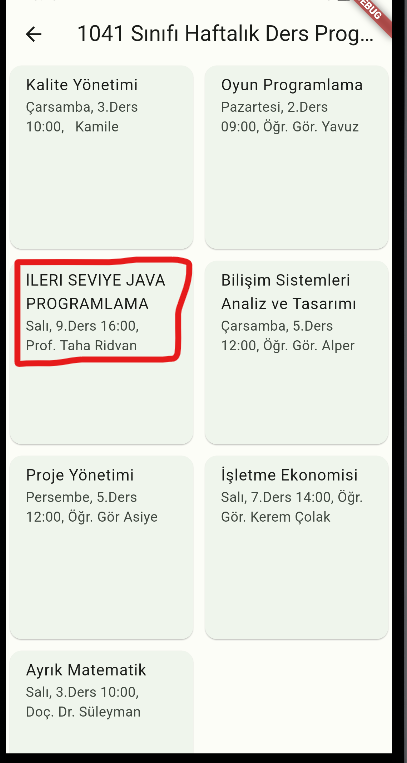 BUG
1041 Sınıfı Haftalık Ders Prog...
Kalite Yönetimi
Çarsamba, 3.Ders
10:00,   Kamile
Oyun Programlama
Pazartesi, 2.Ders
09:00, Öğr. Gör. Yavuz
ILERI SEVIYE JAVA
PROGRAMLAMA
Salı, 9.Ders 16:00,
Prof. Taha Ridvan
Bilişim Sistemleri
Analiz ve Tasarımı
Çarsamba, 5.Ders
12:00, Öğr. Gör. Alper
Proje Yönetimi
Persembe, 5.Ders
12:00, Öğr. Gör Asiye
İşletme Ekonomisi
Salı, 7.Ders 14:00, Öğr.
Gör. Kerem Çolak
Ayrık Matematik
Salı, 3.Ders 10:00,
Doç. Dr. Süleyman